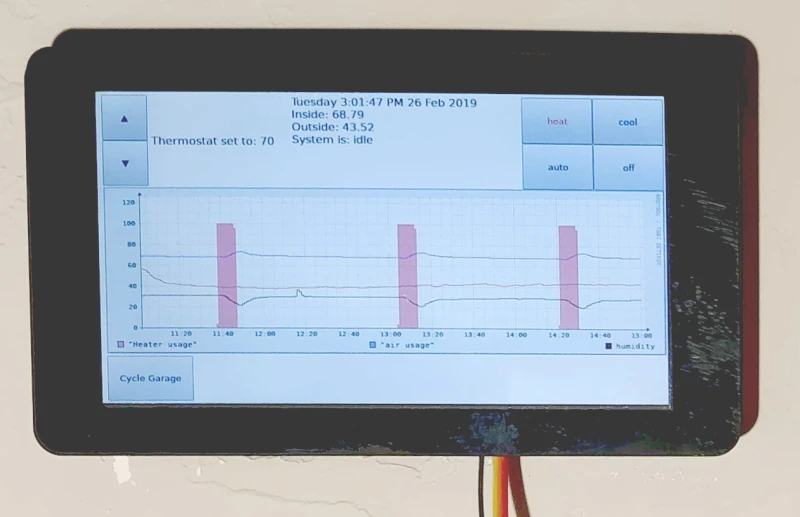 ▲
▼
Thermostat set to: 70
Tuesday 3:01:47 PM 26 Feb 2019
Inside: 68.79
Outside: 43.52
System is: idle
heat
cool
auto
off
120
100
80
60
40
20
0
11:20 11:40 12:00 12:20 12:40 13:00 13:20 13:40 14:00 14:20 14:40 15:00
"Heater usage" "air usage" humidity
Cycle Garage